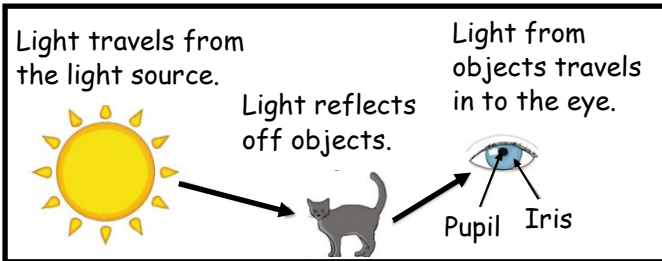 Light travels from
the light source.
Light reflects
off objects.
Light from
objects travels
in to the eye.
Pupil
Iris